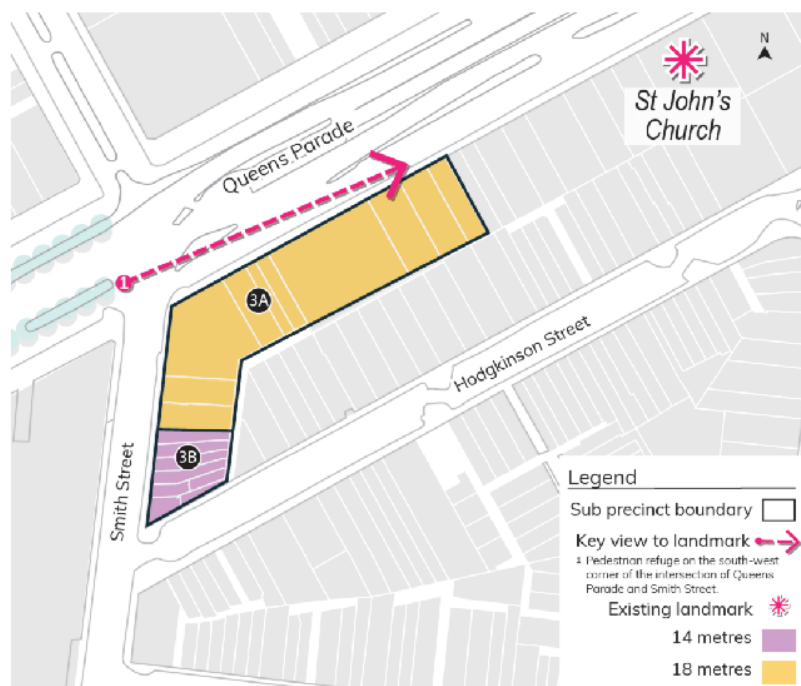 N
St John's
Church
Queens Parade
1
3A
Hodgkinson Street
3B
Smith Street
Legend
Sub precinct boundary
Key view to landmark
1 Pedestrian refuge on the south-west
corner of the intersection of Queens
Parade and Smith Street.
Existing landmark
14 metres
18 metres